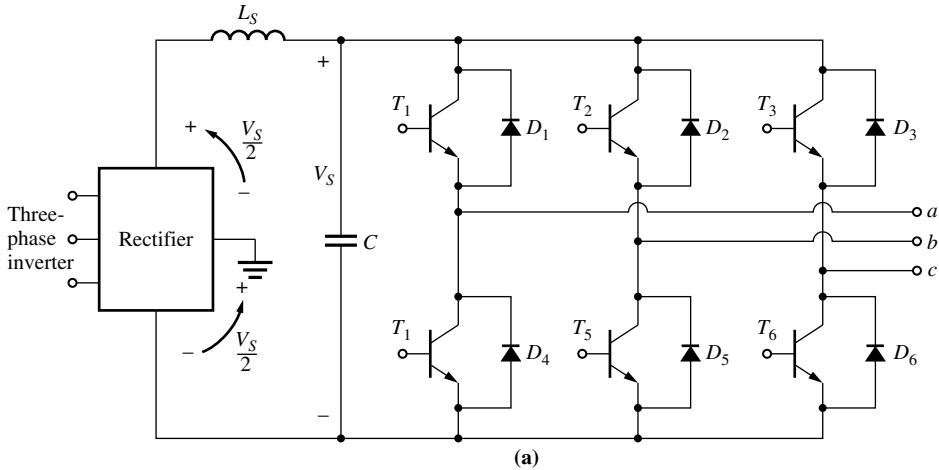 L_S
+
T_1
D_1
T_2
D_2
T_3
D_3
+
V_S
2
−
V_S
Three-
phase
inverter
Rectifier
C
a
b
c
+
−
V_S
2
T_1
D_4
T_5
D_5
T_6
D_6
−
(a)